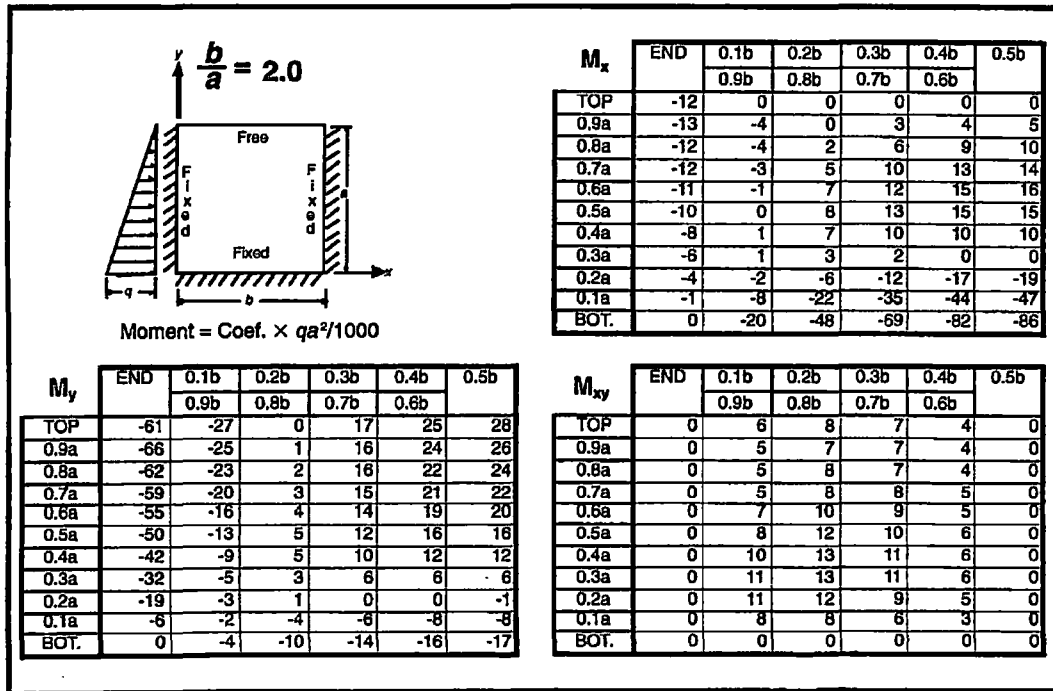 b/a = 2.0
y
Free
Fixed
Fixed
a
Fixed
x
q
b
Moment = Coef. × qa²/1000
Mx END 0.1b 0.2b 0.3b 0.4b 0.5b
0.9b 0.8b 0.7b 0.6b
TOP -12 0 0 0 0 0
0.9a -13 -4 0 3 4 5
0.8a -12 -4 2 6 9 10
0.7a -12 -3 5 10 13 14
0.6a -11 -1 7 12 15 16
0.5a -10 0 8 13 15 15
0.4a -8 1 7 10 10 10
0.3a -6 1 3 2 0 0
0.2a -4 -2 -6 -12 -17 -19
0.1a -1 -8 -22 -35 -44 -47
BOT. 0 -20 -48 -69 -82 -86
My END 0.1b 0.2b 0.3b 0.4b 0.5b
0.9b 0.8b 0.7b 0.6b
TOP -61 -27 0 17 25 28
0.9a -66 -25 1 16 24 26
0.8a -62 -23 2 16 22 24
0.7a -59 -20 3 15 21 22
0.6a -55 -16 4 14 19 20
0.5a -50 -13 5 12 16 16
0.4a -42 -9 5 10 12 12
0.3a -32 -5 3 6 6 6
0.2a -19 -3 1 0 0 -1
0.1a -6 -2 -4 -6 -8 -8
BOT. 0 -4 -10 -14 -16 -17
Mxy END 0.1b 0.2b 0.3b 0.4b 0.5b
0.9b 0.8b 0.7b 0.6b
TOP 0 6 8 7 4 0
0.9a 0 5 7 7 4 0
0.8a 0 5 8 7 4 0
0.7a 0 5 8 8 5 0
0.6a 0 7 10 9 5 0
0.5a 0 8 12 10 6 0
0.4a 0 10 13 11 6 0
0.3a 0 11 13 11 6 0
0.2a 0 11 12 9 5 0
0.1a 0 8 8 6 3 0
BOT. 0 0 0 0 0 0